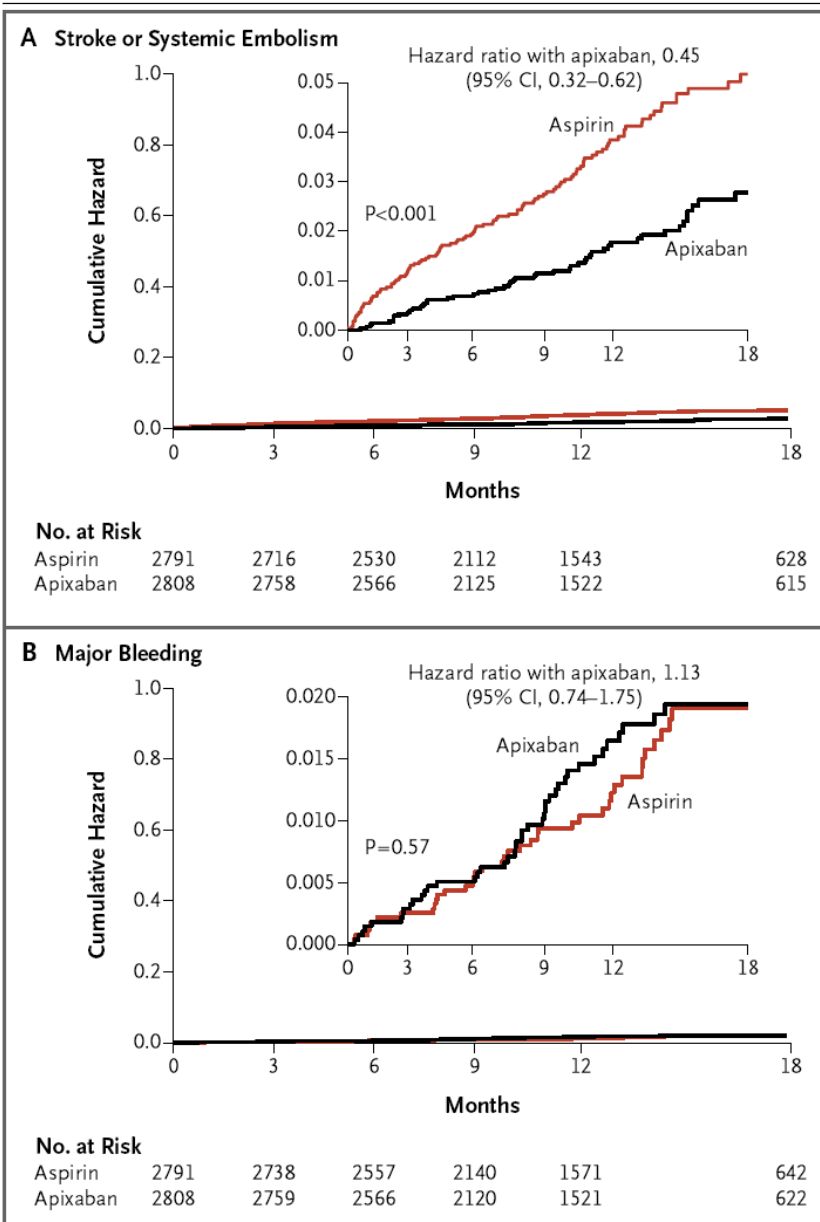 A Stroke or Systemic Embolism
Hazard ratio with apixaban, 0.45
(95% CI, 0.32–0.62)
1.0
0.8
0.6
0.4
0.2
0.0
Cumulative Hazard
0.05
0.04
0.03
0.02
0.01
0.00
Aspirin
P<0.001
Apixaban
0 3 6 9 12 18
0 3 6 9 12 18
Months
No. at Risk
Aspirin 2791 2716 2530 2112 1543 628
Apixaban 2808 2758 2566 2125 1522 615
B Major Bleeding
Hazard ratio with apixaban, 1.13
(95% CI, 0.74–1.75)
1.0
0.8
0.6
0.4
0.2
0.0
Cumulative Hazard
0.020
0.015
0.010
0.005
0.000
Apixaban
Aspirin
P=0.57
0 3 6 9 12 18
0 3 6 9 12 18
Months
No. at Risk
Aspirin 2791 2738 2557 2140 1571 642
Apixaban 2808 2759 2566 2120 1521 622